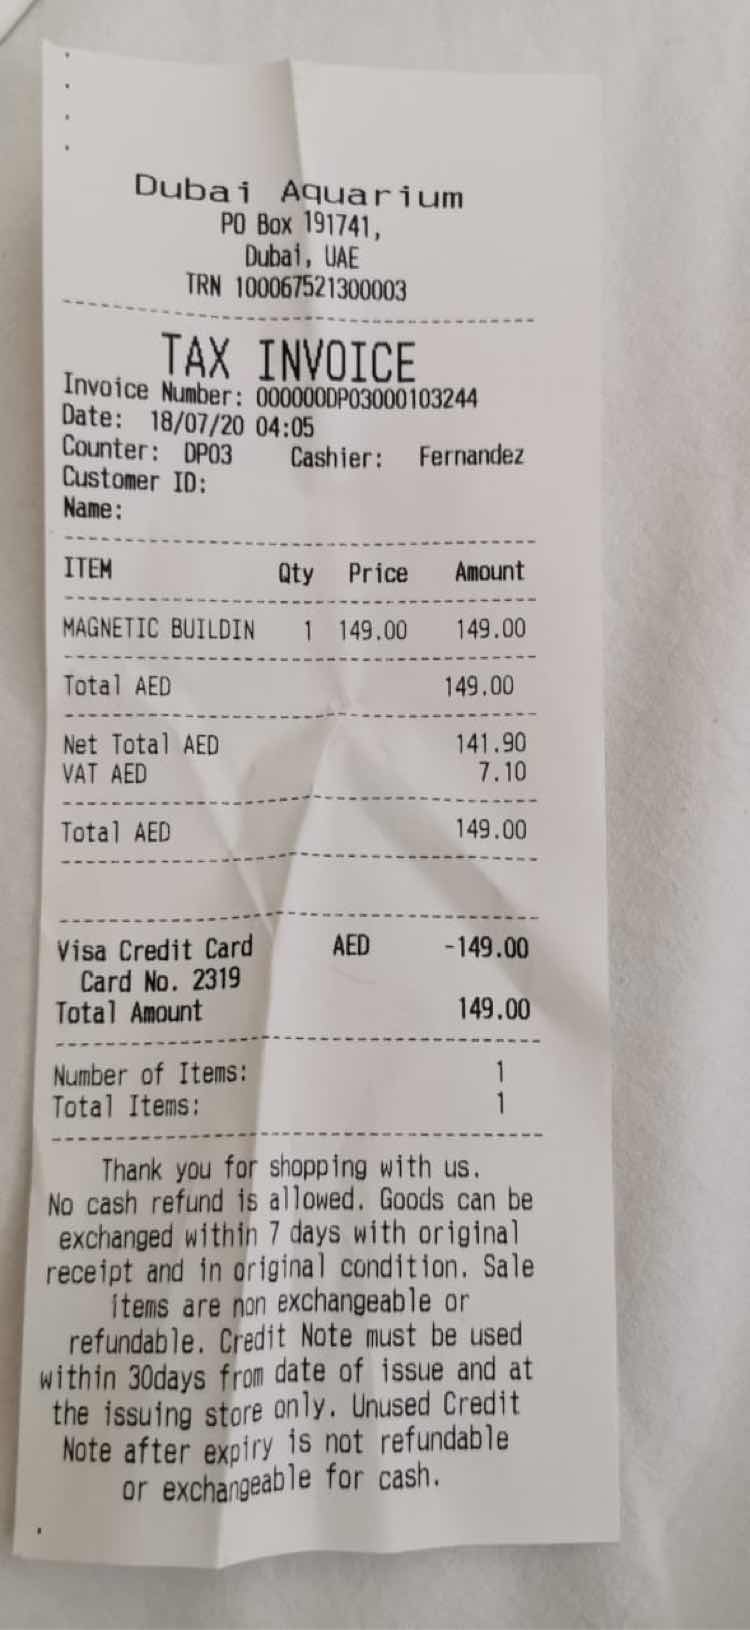 Dubai Aquarium
PO Box 191741,
Dubai, UAE
TRN 100067521300003
TAX INVOICE
Invoice Number: 000000DP03000103244
Date: 18/07/20 04:05
Counter: DP03 Cashier: Fernandez
Customer ID:
Name:
ITEM Qty Price Amount
MAGNETIC BUILDIN 1 149.00 149.00
Total AED 149.00
Net Total AED 141.90
VAT AED 7.10
Total AED 149.00
Visa Credit Card AED -149.00
Card No. 2319
Total Amount 149.00
Number of Items: 1
Total Items: 1
Thank you for shopping with us.
No cash refund is allowed. Goods can be
exchanged within 7 days with original
receipt and in original condition. Sale
items are non exchangeable or
refundable. Credit Note must be used
within 30days from date of issue and at
the issuing store only. Unused Credit
Note after expiry is not refundable
or exchangeable for cash.